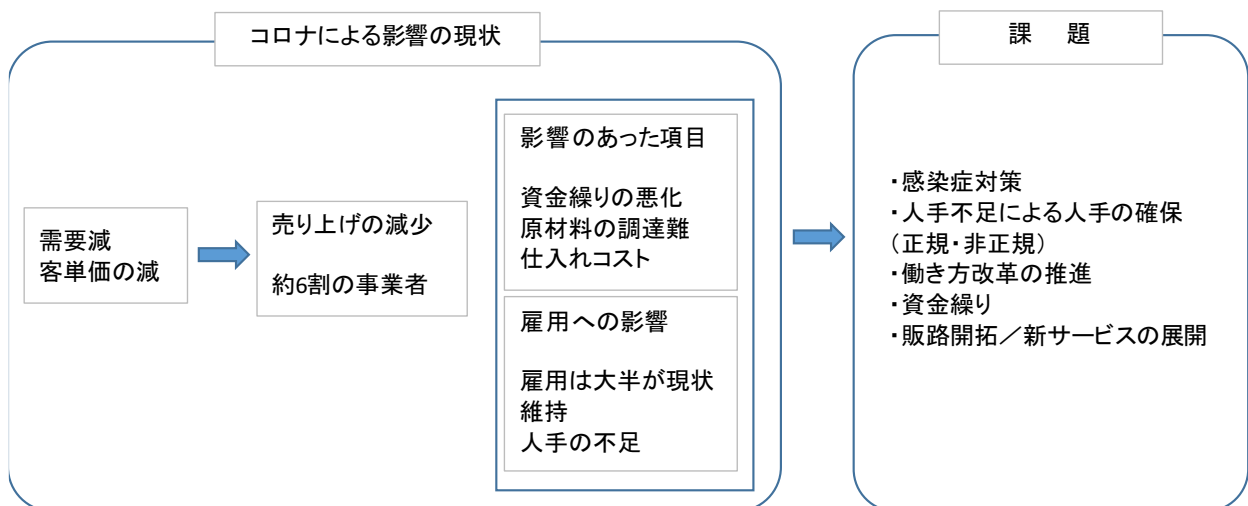 コロナによる影響の現状
需要減
客単価の減
売り上げの減少
約6割の事業者
影響のあった項目
資金繰りの悪化
原材料の調達難
仕入れコスト
雇用への影響
雇用は大半が現状
維持
人手の不足
課　題
・感染症対策
・人手不足による人手の確保
（正規・非正規）
・働き方改革の推進
・資金繰り
・販路開拓／新サービスの展開